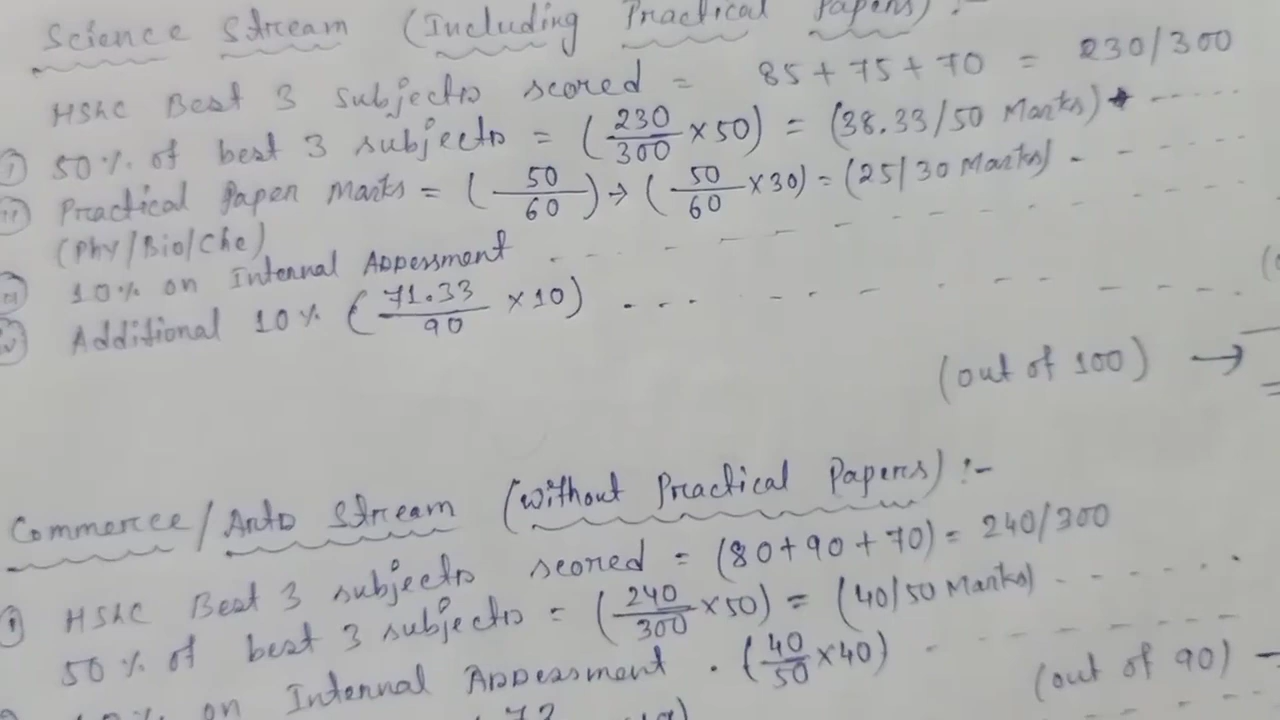 Science Stream (Including Practical Papers) :-
HSLC Best 3 subjects scored = 85 + 75 + 70 = 230/300
(i) 50% of best 3 subjects = (230/300 × 50) = (38.33/50 Marks)
(ii) Practical Paper Marks = (50/60) → (50/60 × 30) = (25/30 Marks)
(Phy/Bio/Che)
(iii) 10% on Internal Assessment
(iv) Additional 10% (71.33/90 × 10)
(out of 100) →
Commerce/Arts Stream (Without Practical Papers) :-
(i) HSLC Best 3 subjects scored = (80+90+70) = 240/300
50% of best 3 subjects = (240/300 × 50) = (40/50 Marks)
on Internal Assessment . (40/50 × 40)
(out of 90) -
72